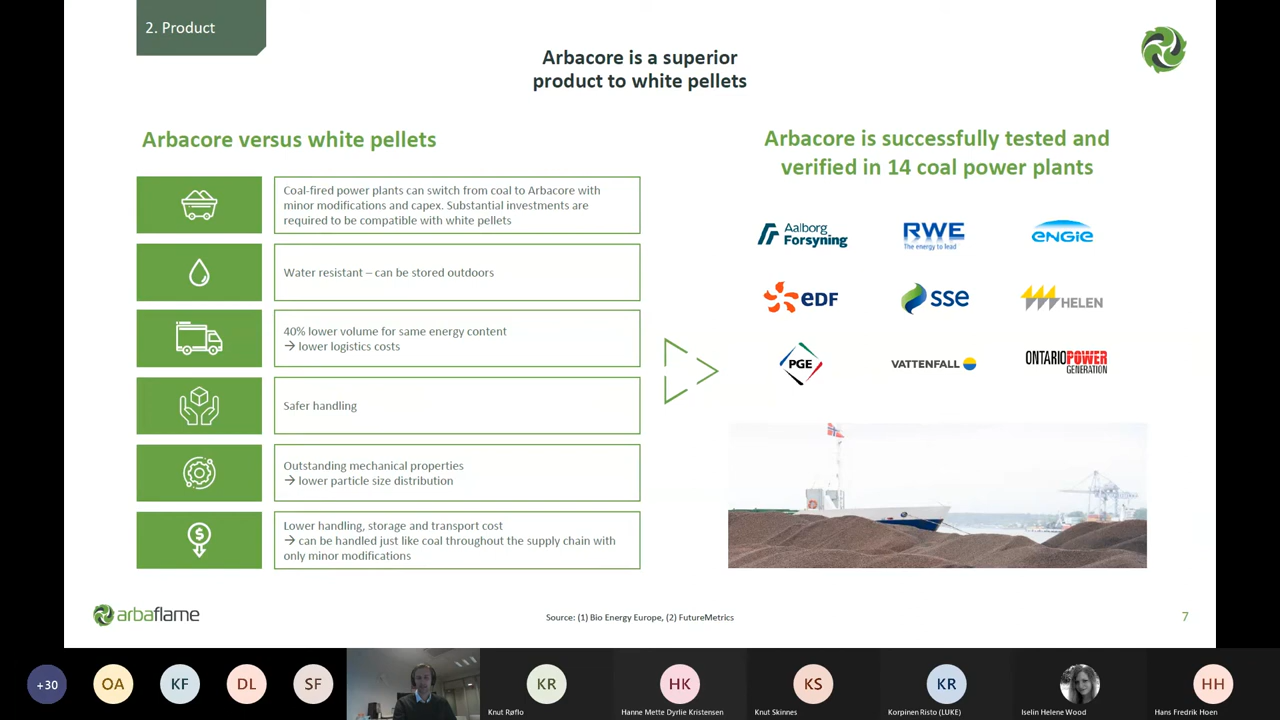 2. Product
Arbacore is a superior
product to white pellets
Arbacore versus white pellets
Coal-fired power plants can switch from coal to Arbacore with
minor modifications and capex. Substantial investments are
required to be compatible with white pellets
Water resistant – can be stored outdoors
40% lower volume for same energy content
→ lower logistics costs
Safer handling
Outstanding mechanical properties
→ lower particle size distribution
Lower handling, storage and transport cost
→ can be handled just like coal throughout the supply chain with
only minor modifications
Arbacore is successfully tested and
verified in 14 coal power plants
Aalborg
Forsyning
RWE
The energy to lead
ENGIE
eDF
sse
HELEN
PGE
VATTENFALL
ONTARIOPOWER
GENERATION
arbaflame
Source: (1) Bio Energy Europe, (2) FutureMetrics
7
+30
OA
KF
DL
SF
KR
Knut Røflo
HK
Hanne Mette Dyrlie Kristensen
KS
Knut Skinnes
KR
Korpinen Risto (LUKE)
Iselin Helene Wood
HH
Hans Fredrik Hoen